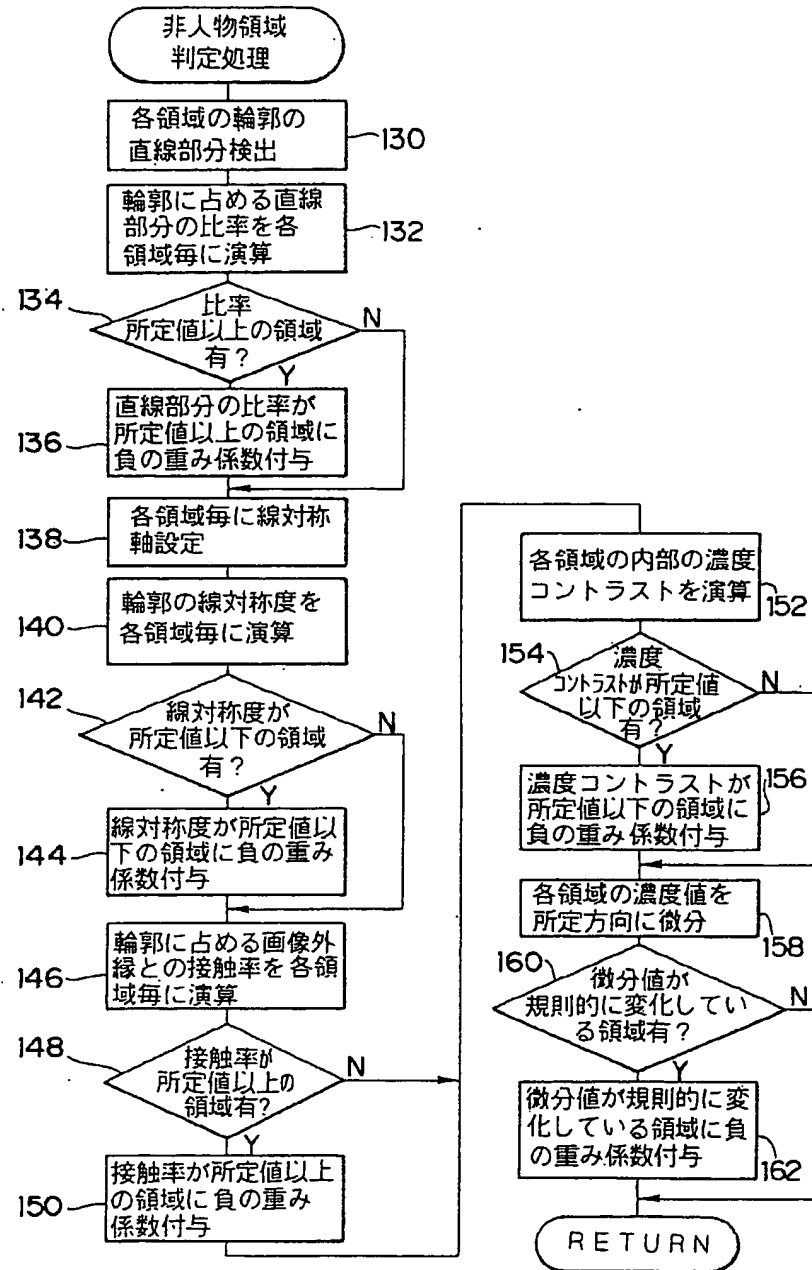 非人物領域
判定処理
各領域の輪郭の
直線部分検出
130
輪郭に占める直線
部分の比率を各
領域毎に演算
132
134
比率
所定値以上の領域
有?
N
Y
直線部分の比率が
所定値以上の領域に
負の重み係数付与
136
各領域毎に線対称
軸設定
138
輪郭の線対称度を
各領域毎に演算
140
142
線対称度が
所定値以下の領域
有?
N
Y
線対称度が所定値以
下の領域に負の重み
係数付与
144
輪郭に占める画像外
縁との接触率を各領
域毎に演算
146
148
接触率が
所定値以上の
領域有?
N
Y
接触率が所定値以上
の領域に負の重み
係数付与
150
各領域の内部の濃度
コントラストを演算
152
154
濃度
コントラストが所定値
以下の領域
有?
N
Y
濃度コントラストが
所定値以下の領域に
負の重み係数付与
156
各領域の濃度値を
所定方向に微分
158
160
微分値が
規則的に変化してい
る領域有?
N
Y
微分値が規則的に変
化している領域に負
の重み係数付与
162
RETURN